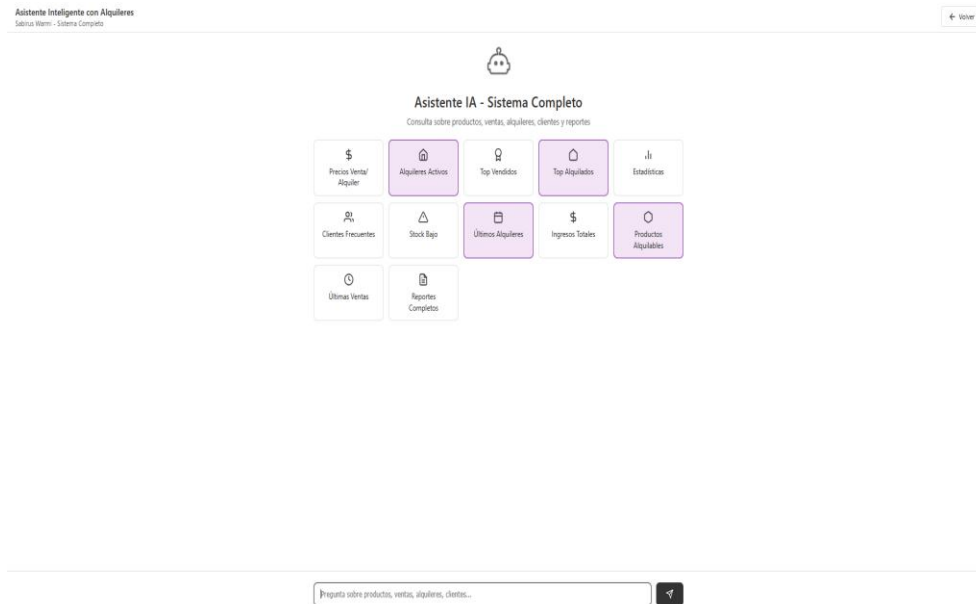 Asistente Inteligente con Alquileres
Sabirus Warmi - Sistema Completo
← Volver
Asistente IA - Sistema Completo
Consulta sobre productos, ventas, alquileres, clientes y reportes
Precios Venta/
Alquiler
Alquileres Activos
Top Vendidos
Top Alquilados
Estadísticas
Clientes Frecuentes
Stock Bajo
Últimos Alquileres
Ingresos Totales
Productos
Alquilables
Últimas Ventas
Reportes
Completos
Pregunta sobre productos, ventas, alquileres, clientes...